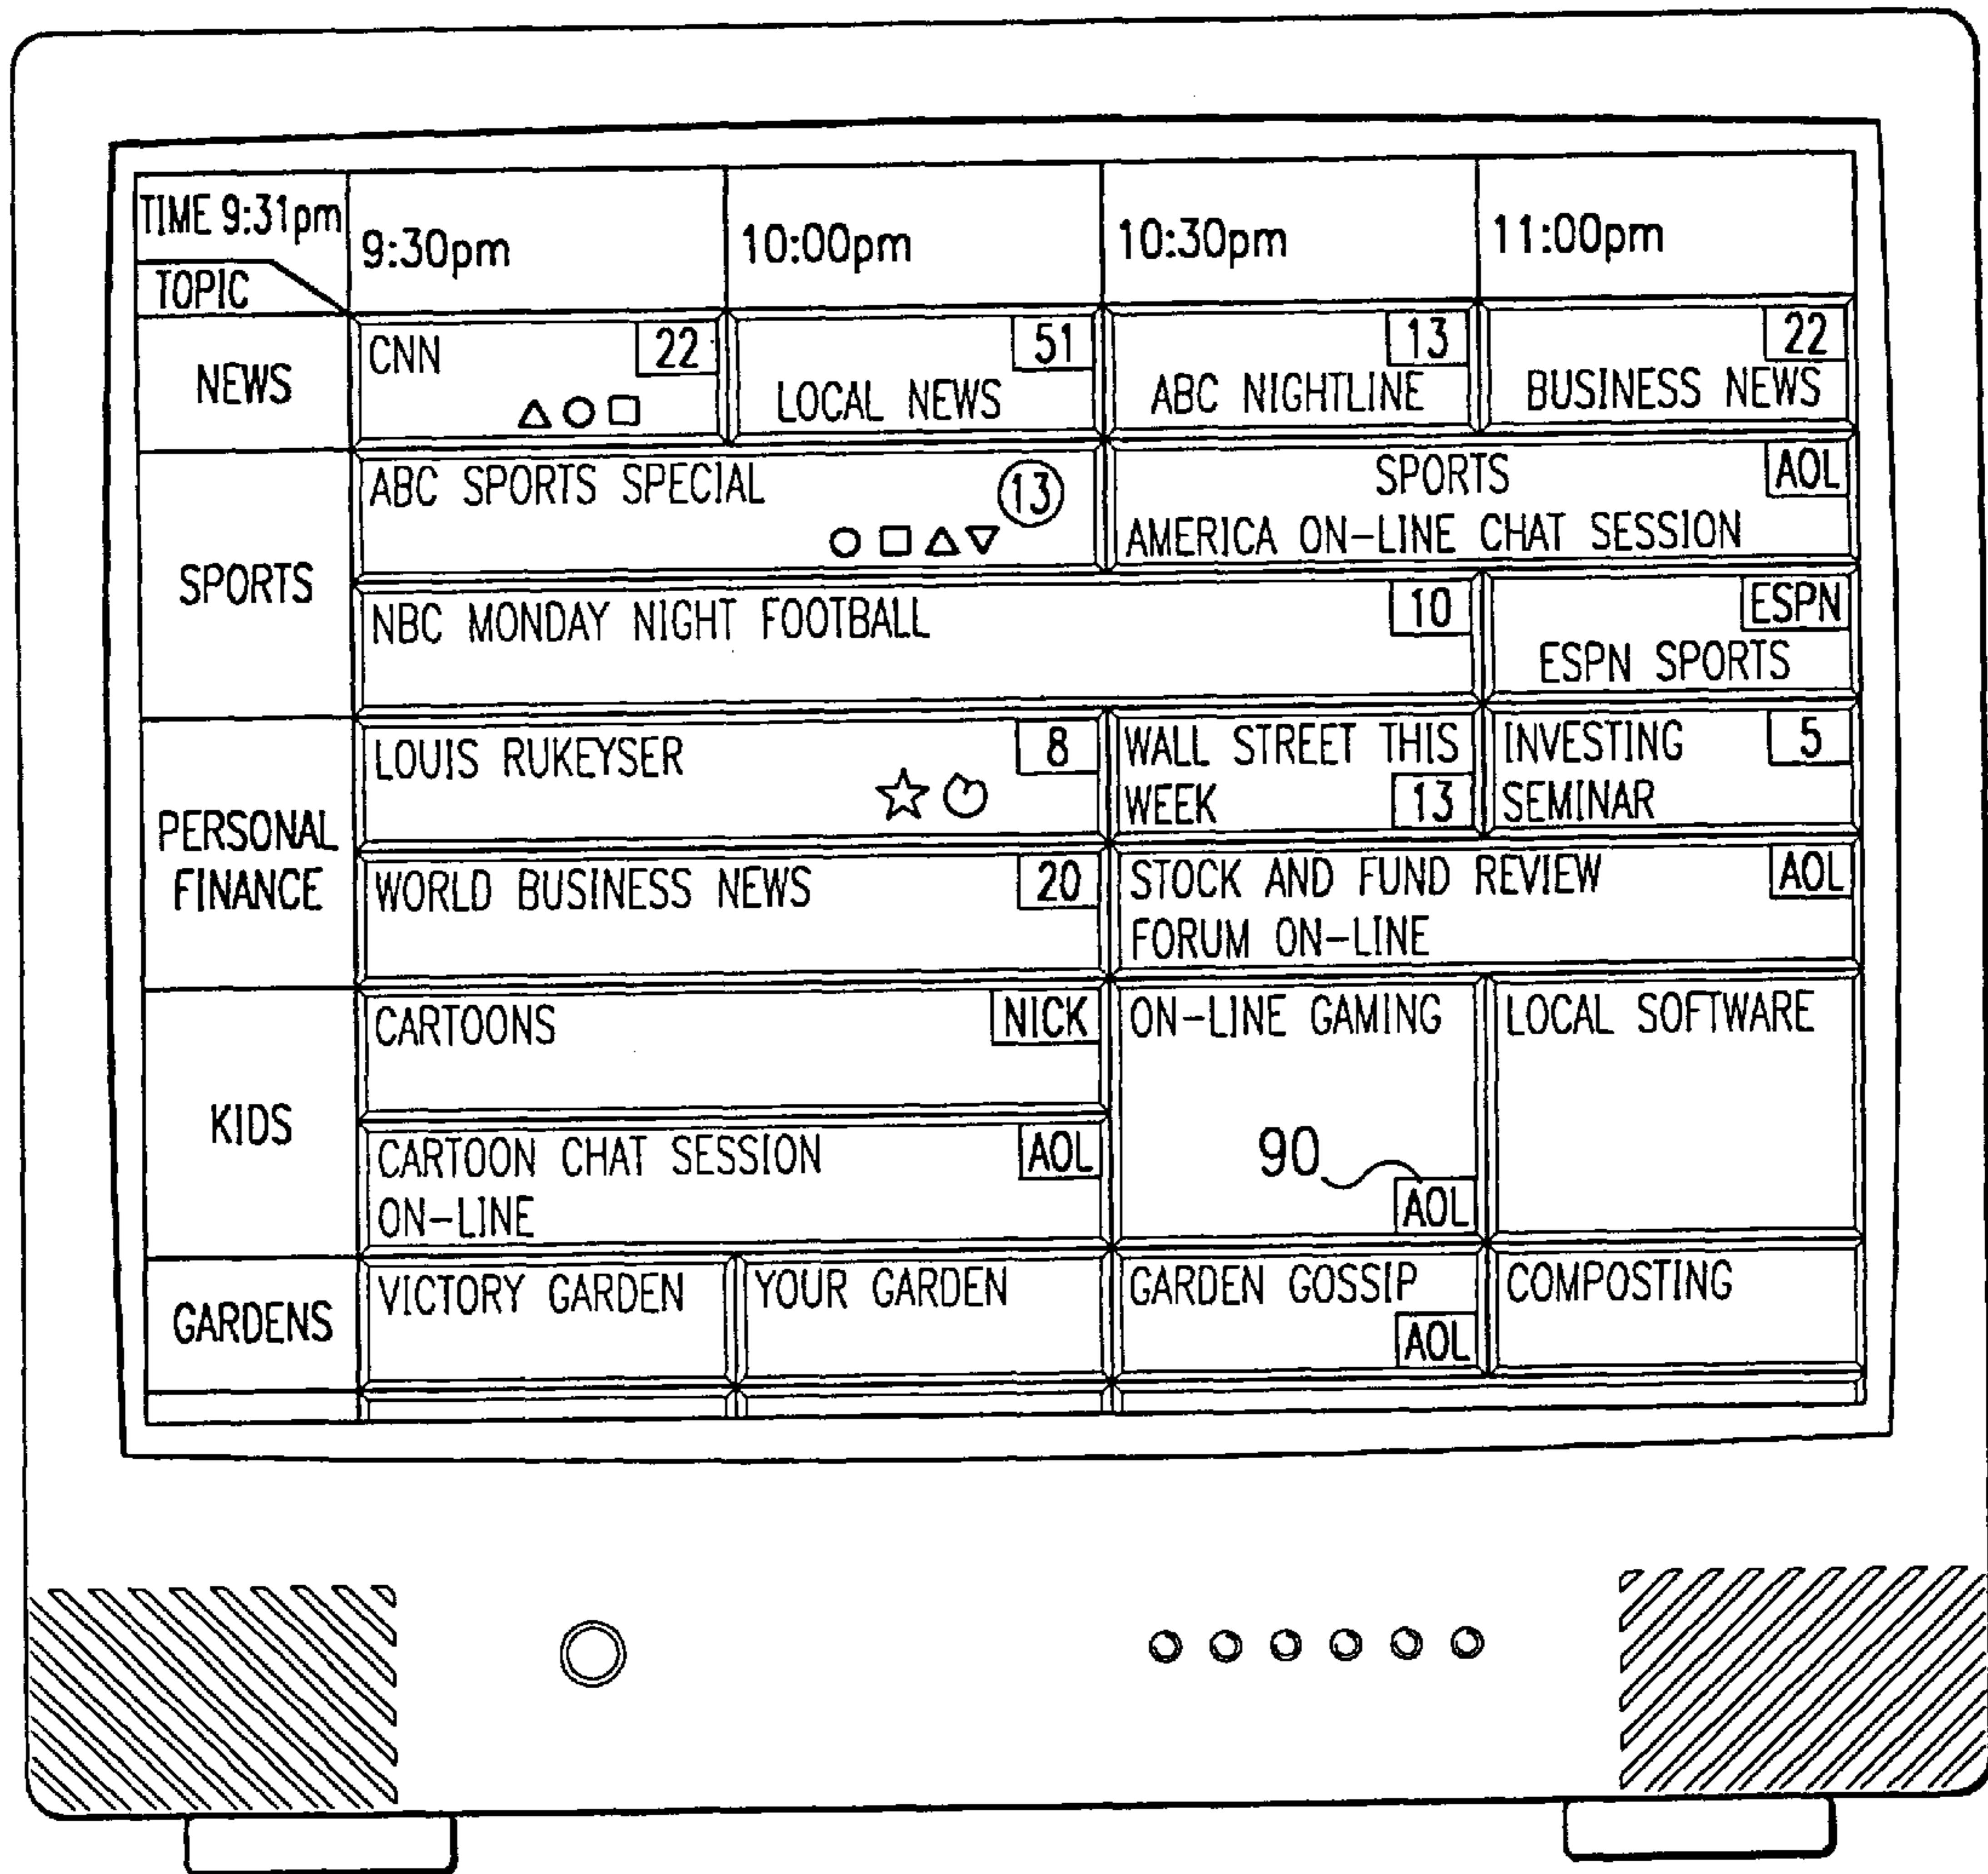 TIME 9:31pm
TOPIC
9:30pm
10:00pm
10:30pm
11:00pm
NEWS
CNN
22
51
LOCAL NEWS
13
ABC NIGHTLINE
22
BUSINESS NEWS
SPORTS
ABC SPORTS SPECIAL
13
SPORTS
AOL
AMERICA ON-LINE CHAT SESSION
NBC MONDAY NIGHT FOOTBALL
10
ESPN
ESPN SPORTS
PERSONAL
FINANCE
LOUIS RUKEYSER
8
WALL STREET THIS
WEEK
13
INVESTING
5
SEMINAR
WORLD BUSINESS NEWS
20
STOCK AND FUND REVIEW
AOL
FORUM ON-LINE
KIDS
CARTOONS
NICK
ON-LINE GAMING
90
AOL
LOCAL SOFTWARE
CARTOON CHAT SESSION
AOL
ON-LINE
GARDENS
VICTORY GARDEN
YOUR GARDEN
GARDEN GOSSIP
AOL
COMPOSTING